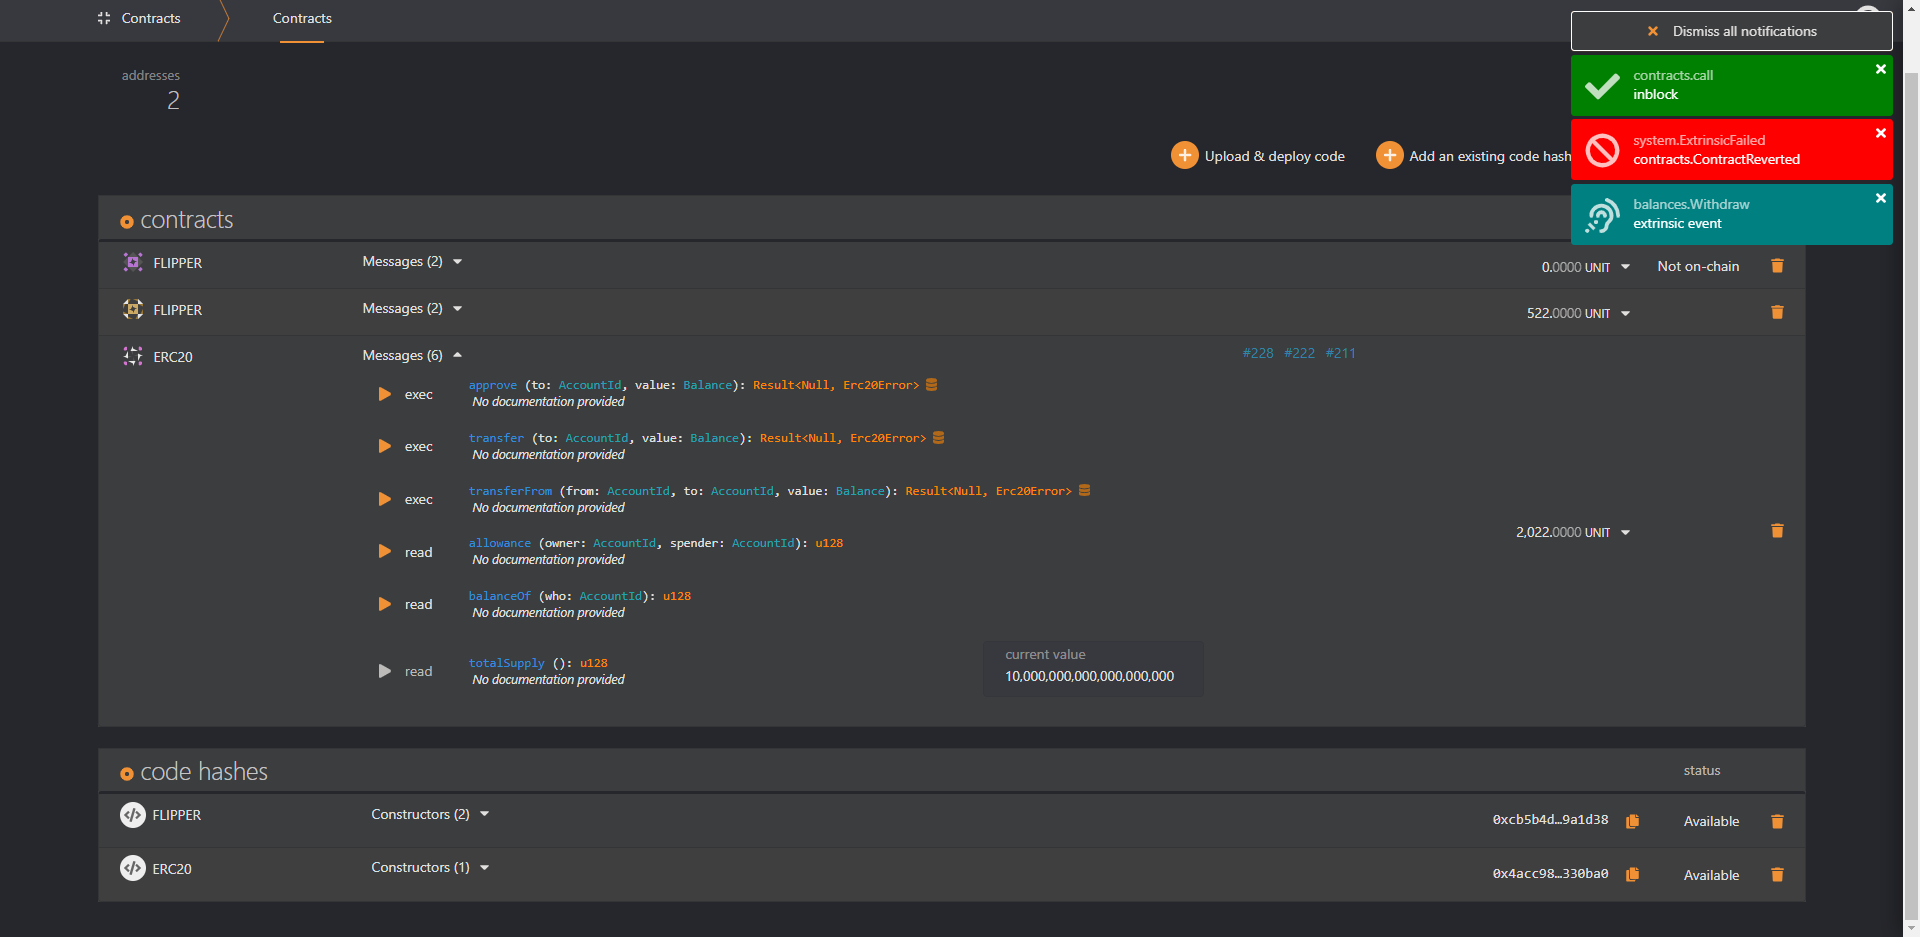 Contracts
Contracts
Dismiss all notifications
contracts.call
inblock
system.ExtrinsicFailed
contracts.ContractReverted
balances.Withdraw
extrinsic event
addresses
2
Upload & deploy code
Add an existing code hash
contracts
FLIPPER
Messages (2)
0.0000 UNIT
Not on-chain
FLIPPER
Messages (2)
522.0000 UNIT
ERC20
Messages (6)
#228 #222 #211
exec
approve (to: AccountId, value: Balance): Result<Null, Erc20Error>
No documentation provided
exec
transfer (to: AccountId, value: Balance): Result<Null, Erc20Error>
No documentation provided
exec
transferFrom (from: AccountId, to: AccountId, value: Balance): Result<Null, Erc20Error>
No documentation provided
read
allowance (owner: AccountId, spender: AccountId): u128
No documentation provided
2,022.0000 UNIT
read
balanceOf (who: AccountId): u128
No documentation provided
read
totalSupply (): u128
No documentation provided
current value
10,000,000,000,000,000,000
code hashes
status
FLIPPER
Constructors (2)
0xcb5b4d…9a1d38
Available
ERC20
Constructors (1)
0x4acc98…330ba0
Available